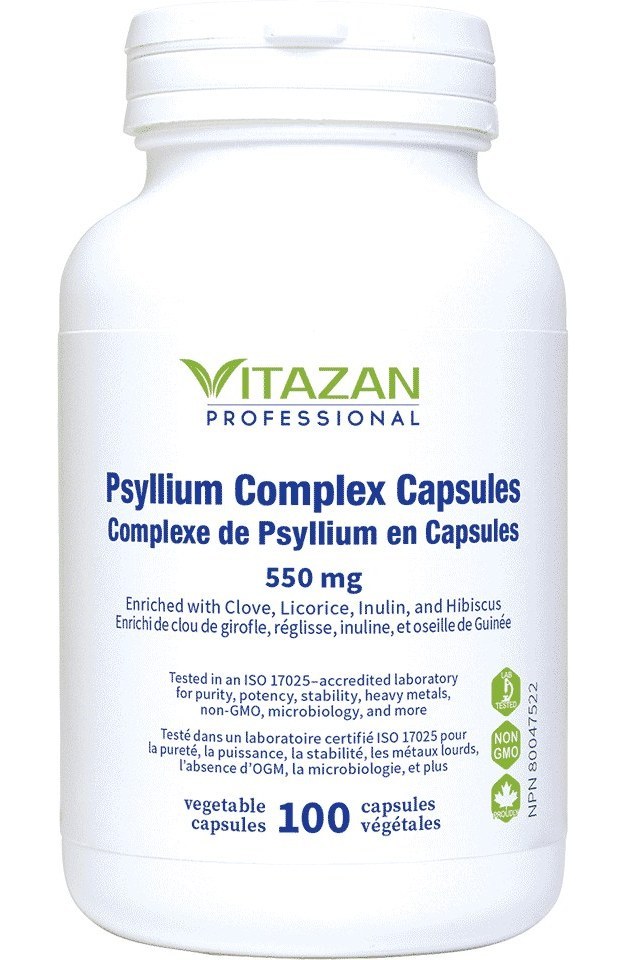 VITAZAN
PROFESSIONAL
Psyllium Complex Capsules
Complexe de Psyllium en Capsules
550 mg
Enriched with Clove, Licorice, Inulin, and Hibiscus
Enrichi de clou de girofle, réglisse, inuline, et oseille de Guinée
Tested in an ISO 17025–accredited laboratory
for purity, potency, stability, heavy metals,
non-GMO, microbiology, and more
Testé dans un laboratoire certifié ISO 17025 pour
la pureté, la puissance, la stabilité, les métaux lourds,
l'absence d'OGM, la microbiologie, et plus
vegetable
capsules
100
capsules
végétales
LAB
TESTED
NON
GMO
PROUDLY
NPN 80047522